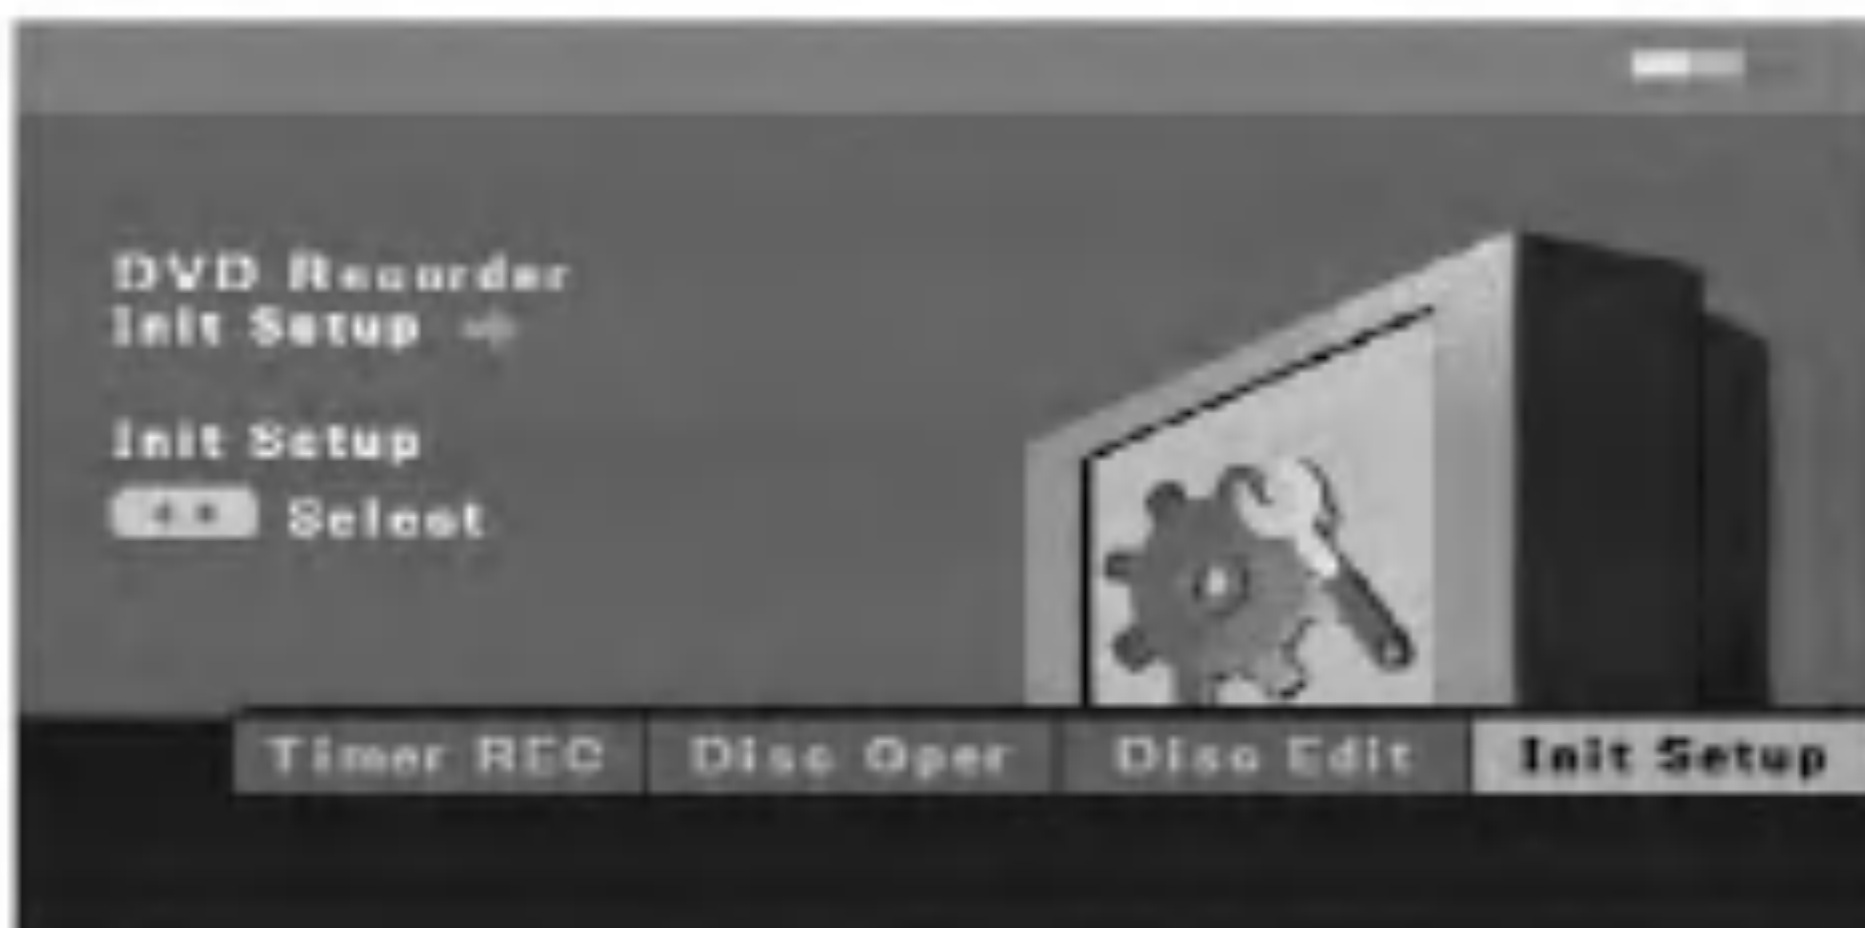 DVD Recorder
Init Setup
Init Setup
Select
Timer REC
Disc Oper
Disc Edit
Init Setup